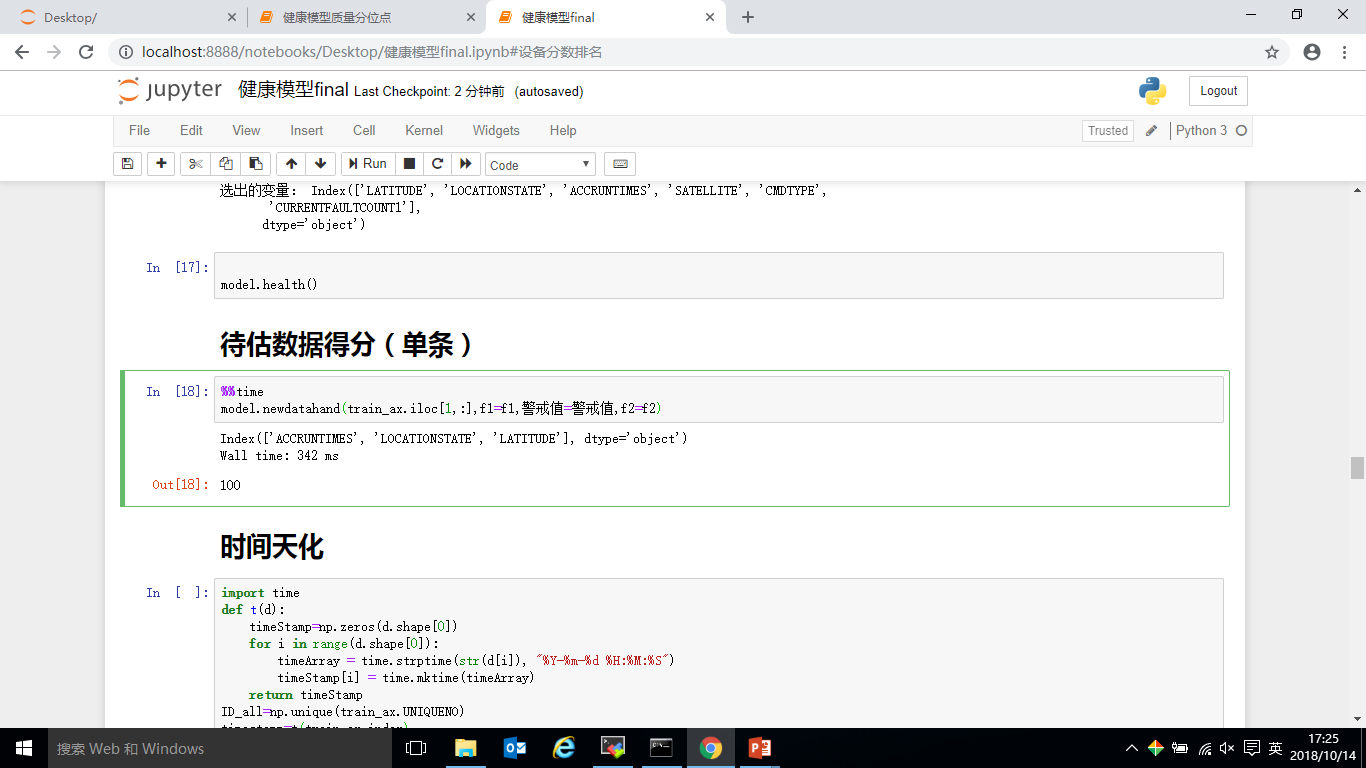 Desktop/
健康模型质量分位点
健康模型final
localhost:8888/notebooks/Desktop/健康模型final.ipynb#设备分数排名
jupyter 健康模型final Last Checkpoint: 2 分钟前 (autosaved)
Logout
File Edit View Insert Cell Kernel Widgets Help
Trusted Python 3
Run Code
选出的变量： Index(['LATITUDE', 'LOCATIONSTATE', 'ACCRUNTIMES', 'SATELLITE', 'CMDTYPE',
'CURRENTFAULTCOUNT1'],
dtype='object')
In [17]:
model.health()
待估数据得分（单条）
In [18]: %%time
model.newdatahand(train_ax.iloc[1,:],f1=f1,警戒值=警戒值,f2=f2)
Index(['ACCRUNTIMES', 'LOCATIONSTATE', 'LATITUDE'], dtype='object')
Wall time: 342 ms
Out[18]: 100
时间天化
In [ ]: import time
def t(d):
timeStamp=np.zeros(d.shape[0])
for i in range(d.shape[0]):
timeArray = time.strptime(str(d[i]), "%Y-%m-%d %H:%M:%S")
timeStamp[i] = time.mktime(timeArray)
return timeStamp
ID_all=np.unique(train_ax.UNIQUENO)
搜索 Web 和 Windows
英
17:25
2018/10/14